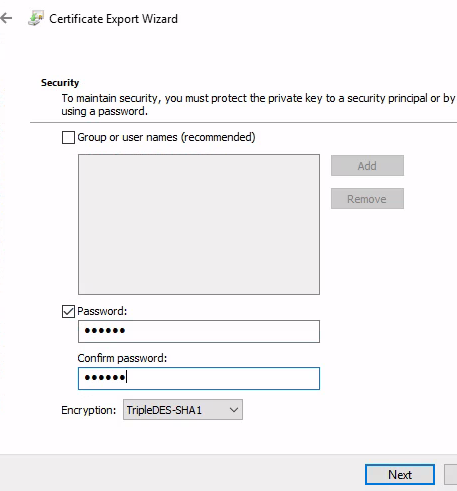 Certificate Export Wizard
Security
To maintain security, you must protect the private key to a security principal or by
using a password.
Group or user names (recommended)
Add
Remove
Password:
••••••
Confirm password:
••••••
Encryption: TripleDES-SHA1
Next